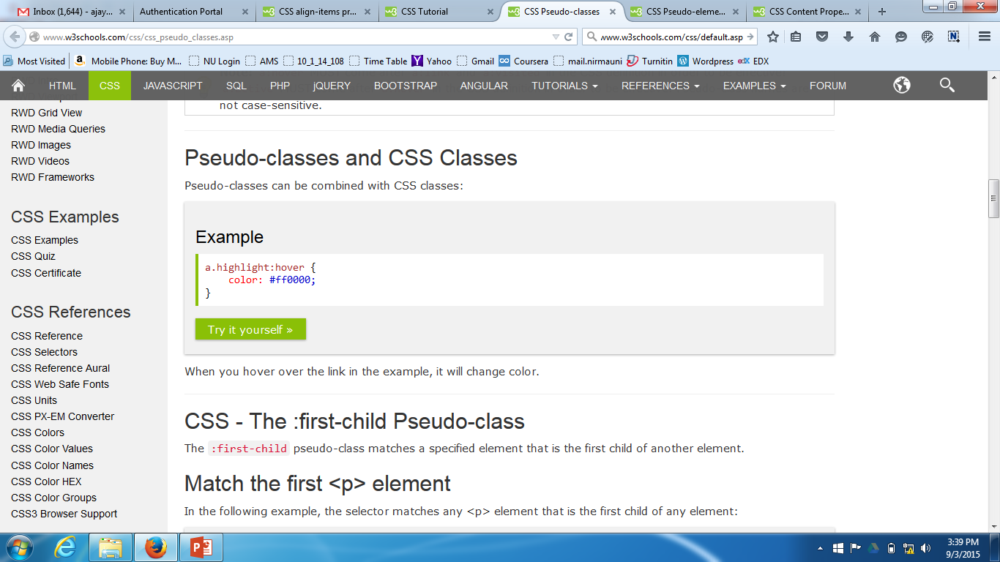 Inbox (1,644) - ajay...
Authentication Portal
CSS align-items pr...
CSS Tutorial
CSS Pseudo-classes
CSS Pseudo-eleme...
CSS Content Prope...
www.w3schools.com/css/css_pseudo_classes.asp
www.w3schools.com/css/default.asp
Most Visited
Mobile Phone: Buy M...
NU Login
AMS
10_1_14_108
Time Table
Yahoo
Gmail
Coursera
mail.nirmauni
Turnitin
Wordpress
EDX
HTML
CSS
JAVASCRIPT
SQL
PHP
jQUERY
BOOTSTRAP
ANGULAR
TUTORIALS
REFERENCES
EXAMPLES
FORUM
RWD Grid View
RWD Media Queries
RWD Images
RWD Videos
RWD Frameworks
CSS Examples
CSS Examples
CSS Quiz
CSS Certificate
CSS References
CSS Reference
CSS Selectors
CSS Reference Aural
CSS Web Safe Fonts
CSS Units
CSS PX-EM Converter
CSS Colors
CSS Color Values
CSS Color Names
CSS Color HEX
CSS Color Groups
CSS3 Browser Support
not case-sensitive.
Pseudo-classes and CSS Classes
Pseudo-classes can be combined with CSS classes:
Example
a.highlight:hover {
color: #ff0000;
}
Try it yourself »
When you hover over the link in the example, it will change color.
CSS - The :first-child Pseudo-class
The :first-child pseudo-class matches a specified element that is the first child of another element.
Match the first <p> element
In the following example, the selector matches any <p> element that is the first child of any element:
3:39 PM
9/3/2015